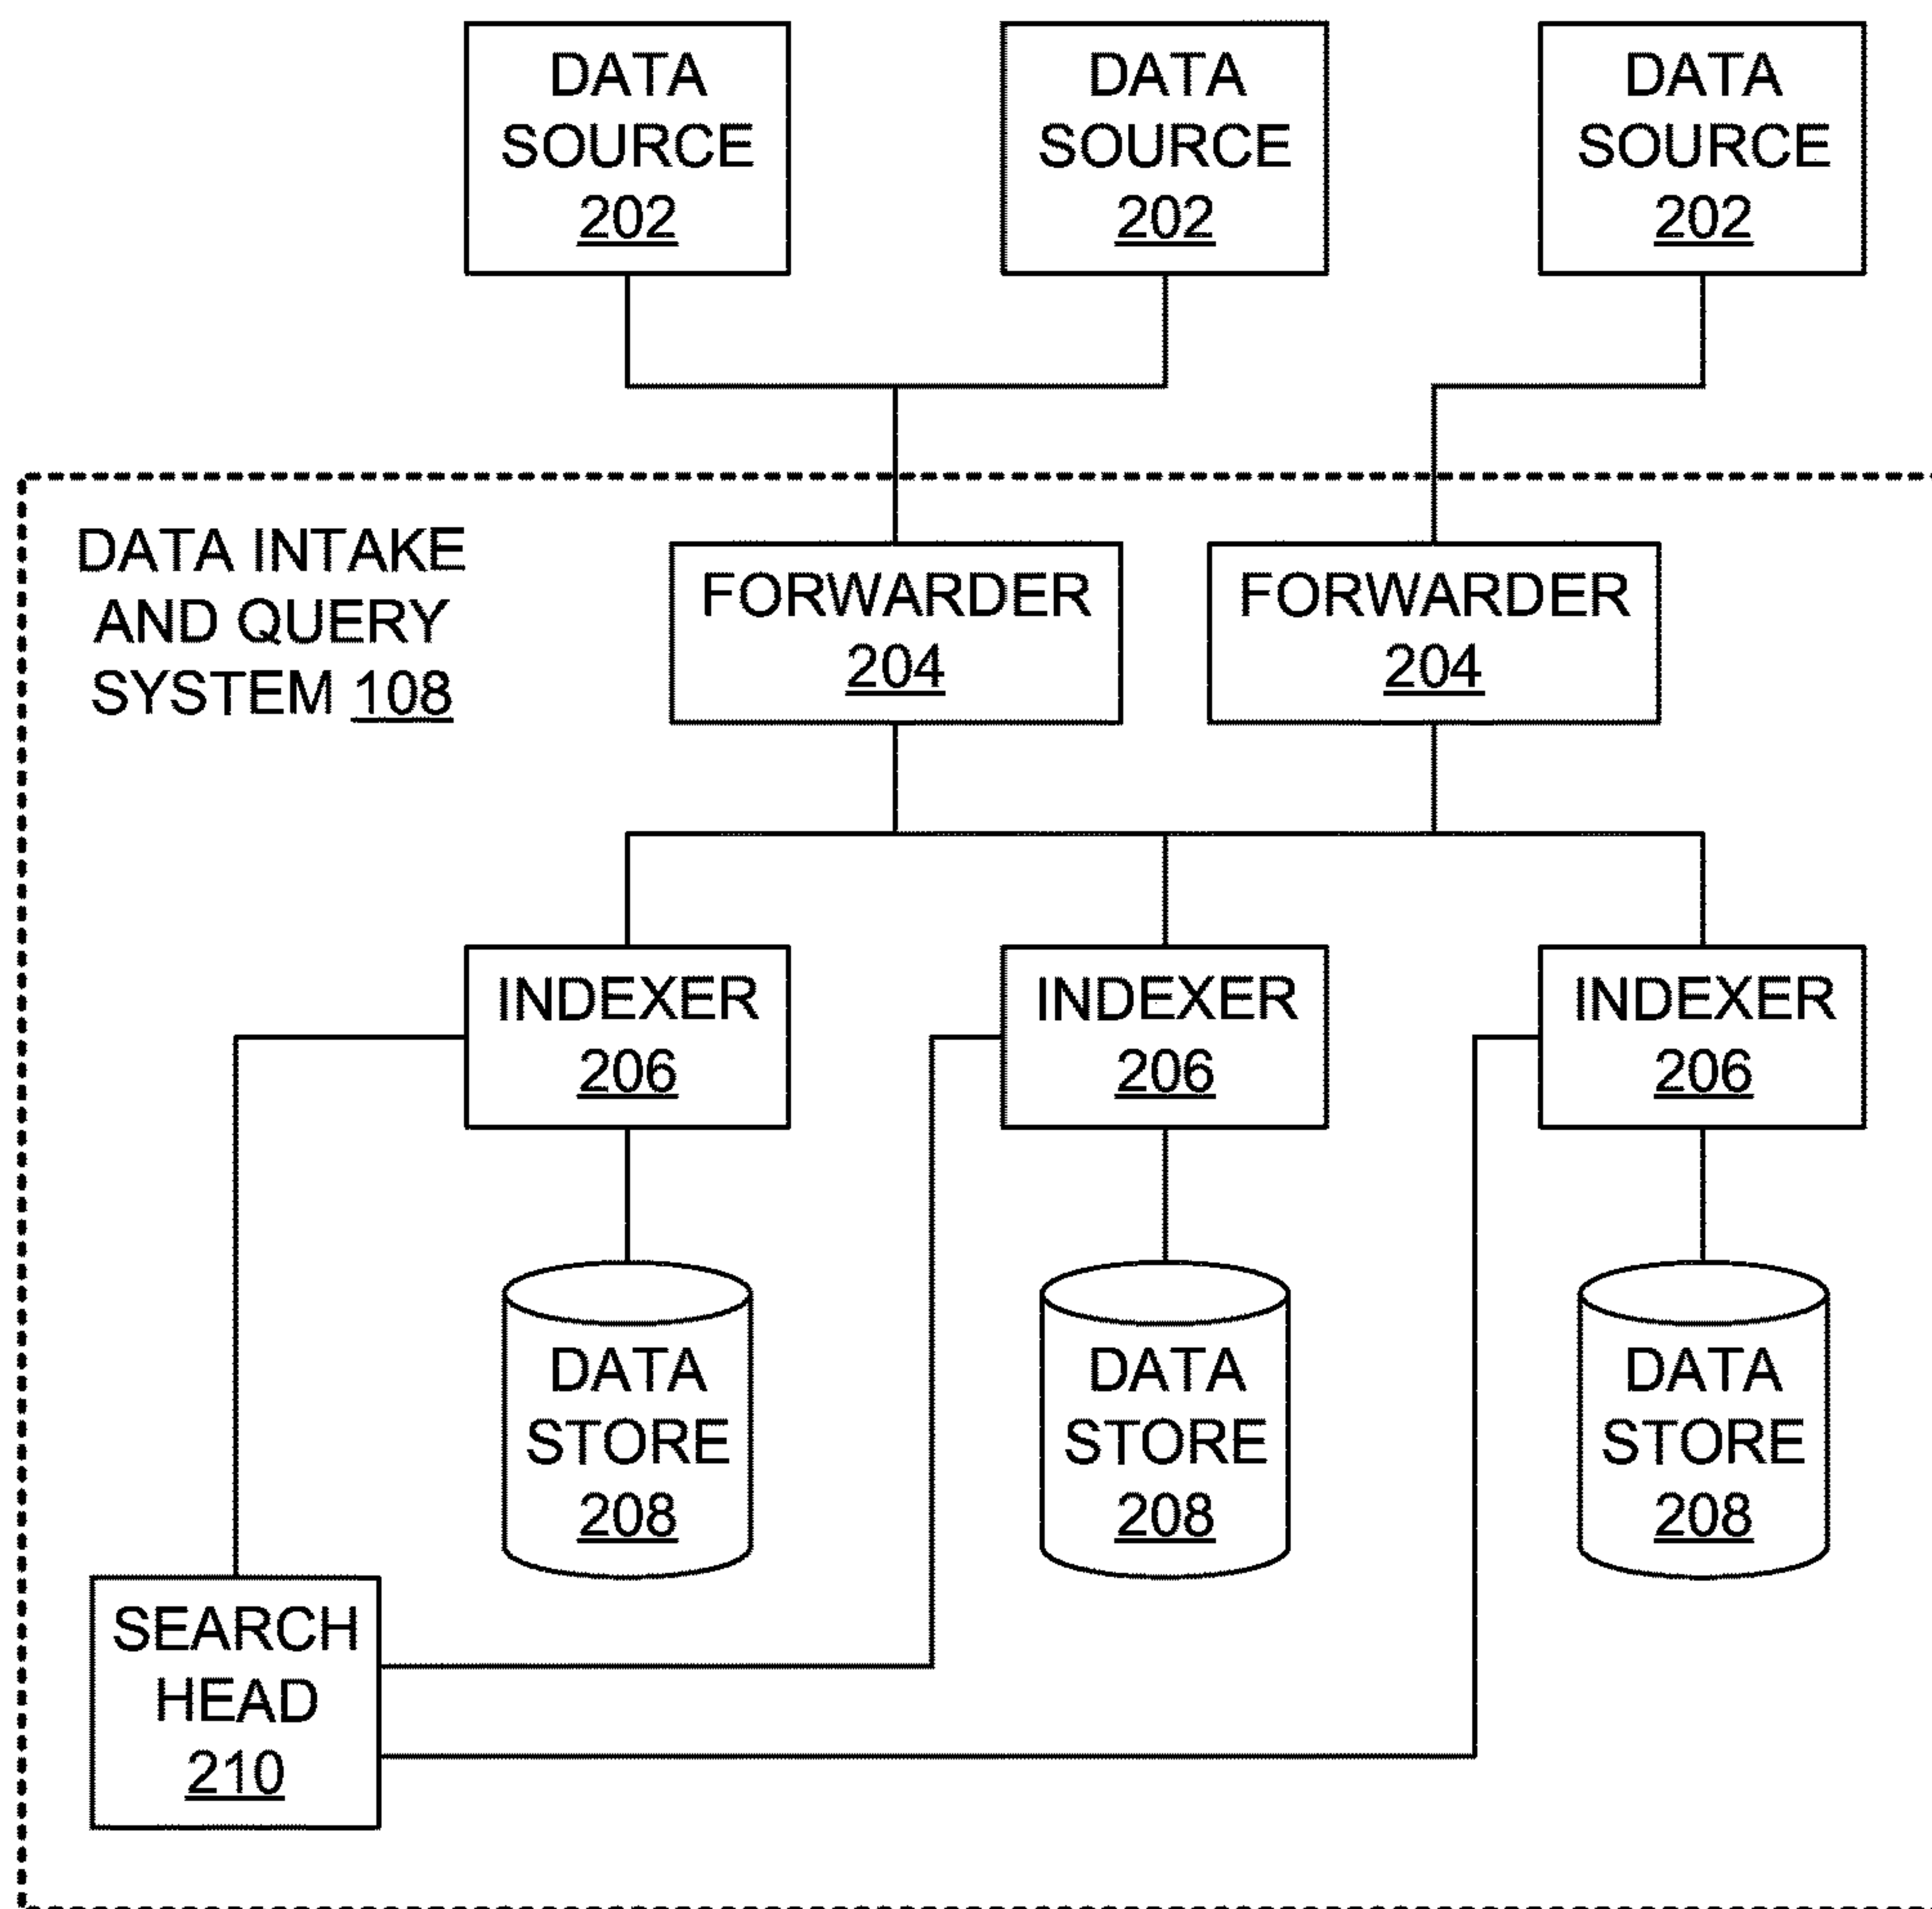 DATA
SOURCE
202
DATA
SOURCE
202
DATA
SOURCE
202
DATA INTAKE
AND QUERY
SYSTEM 108
FORWARDER
204
FORWARDER
204
INDEXER
206
INDEXER
206
INDEXER
206
DATA
STORE
208
DATA
STORE
208
DATA
STORE
208
SEARCH
HEAD
210